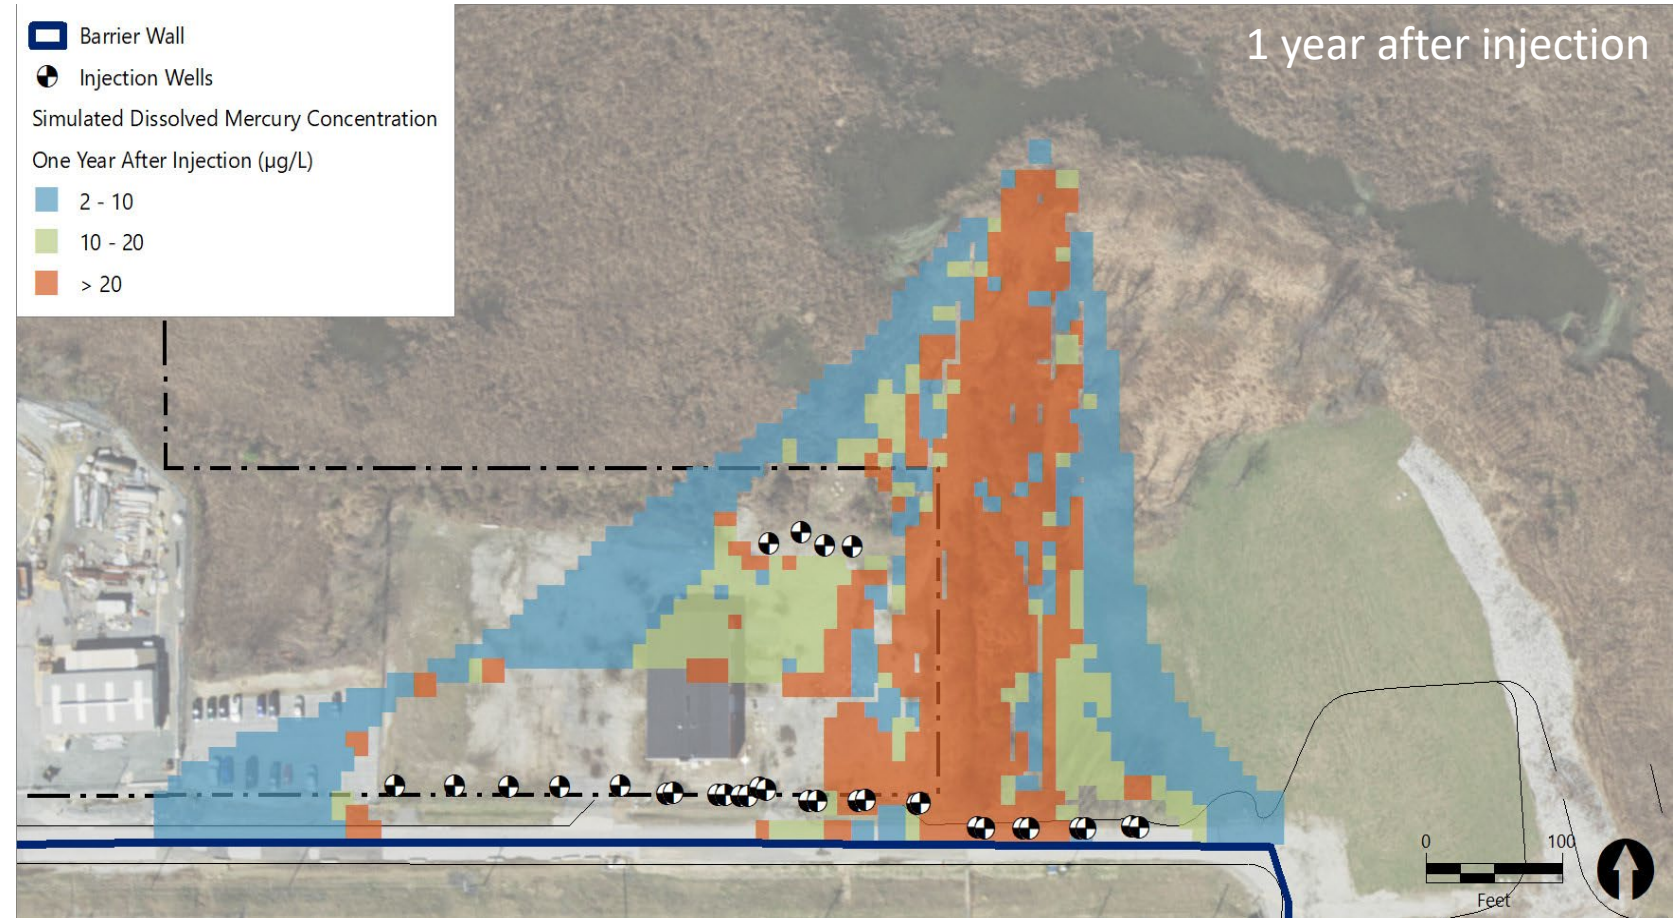 1 year after injection
Barrier Wall
Injection Wells
Simulated Dissolved Mercury Concentration
One Year After Injection (µg/L)
2 - 10
10 - 20
> 20
0 100
Feet